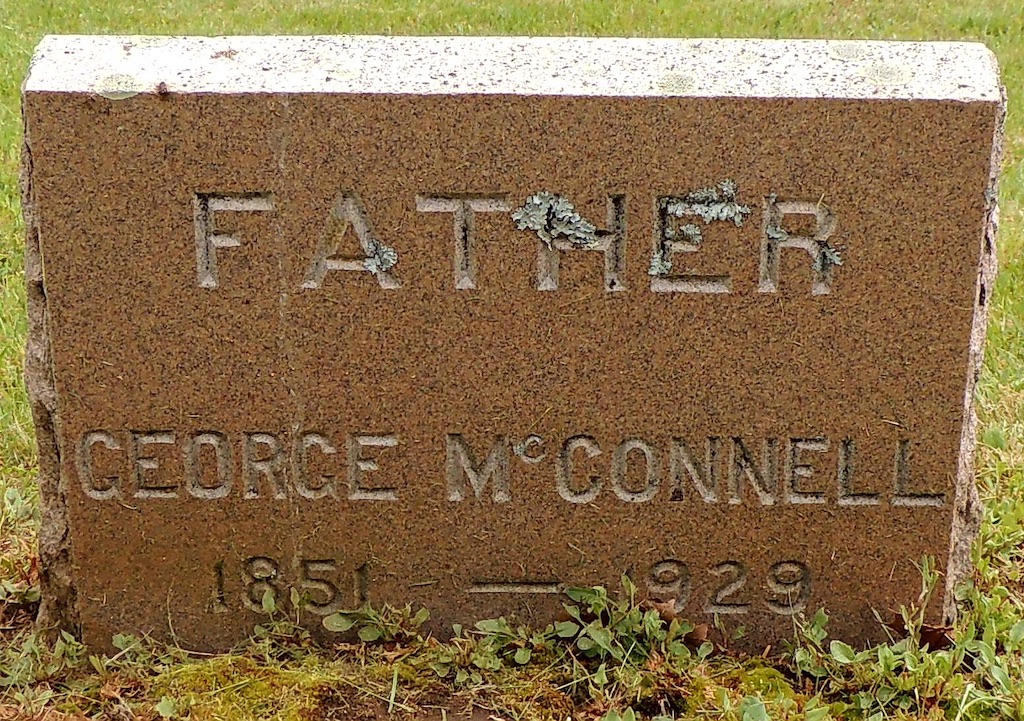 FATHER
GEORGE McCONNELL
1851 — 1929